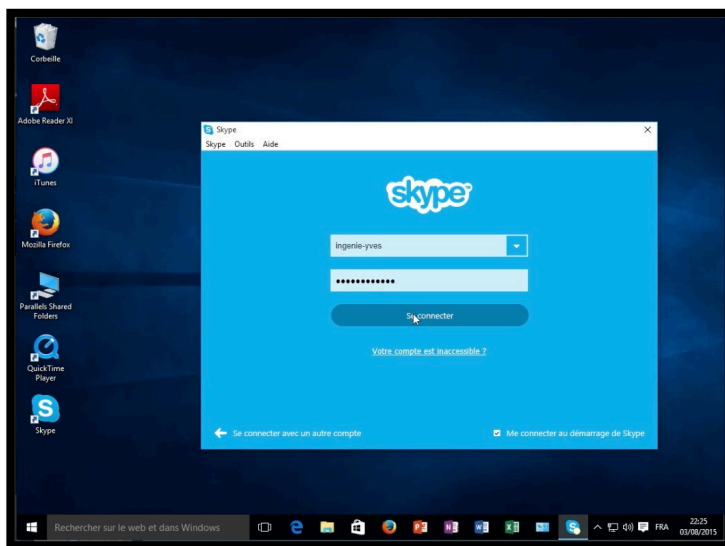 Corbeille
Adobe Reader XI
iTunes
Mozilla Firefox
Parallels Shared
Folders
QuickTime
Player
Skype
Skype
Skype Outils Aide
skype
ingenie-yves
Se connecter
Votre compte est inaccessible ?
Se connecter avec un autre compte
Me connecter au démarrage de Skype
Rechercher sur le web et dans Windows
FRA
22:25
03/08/2015